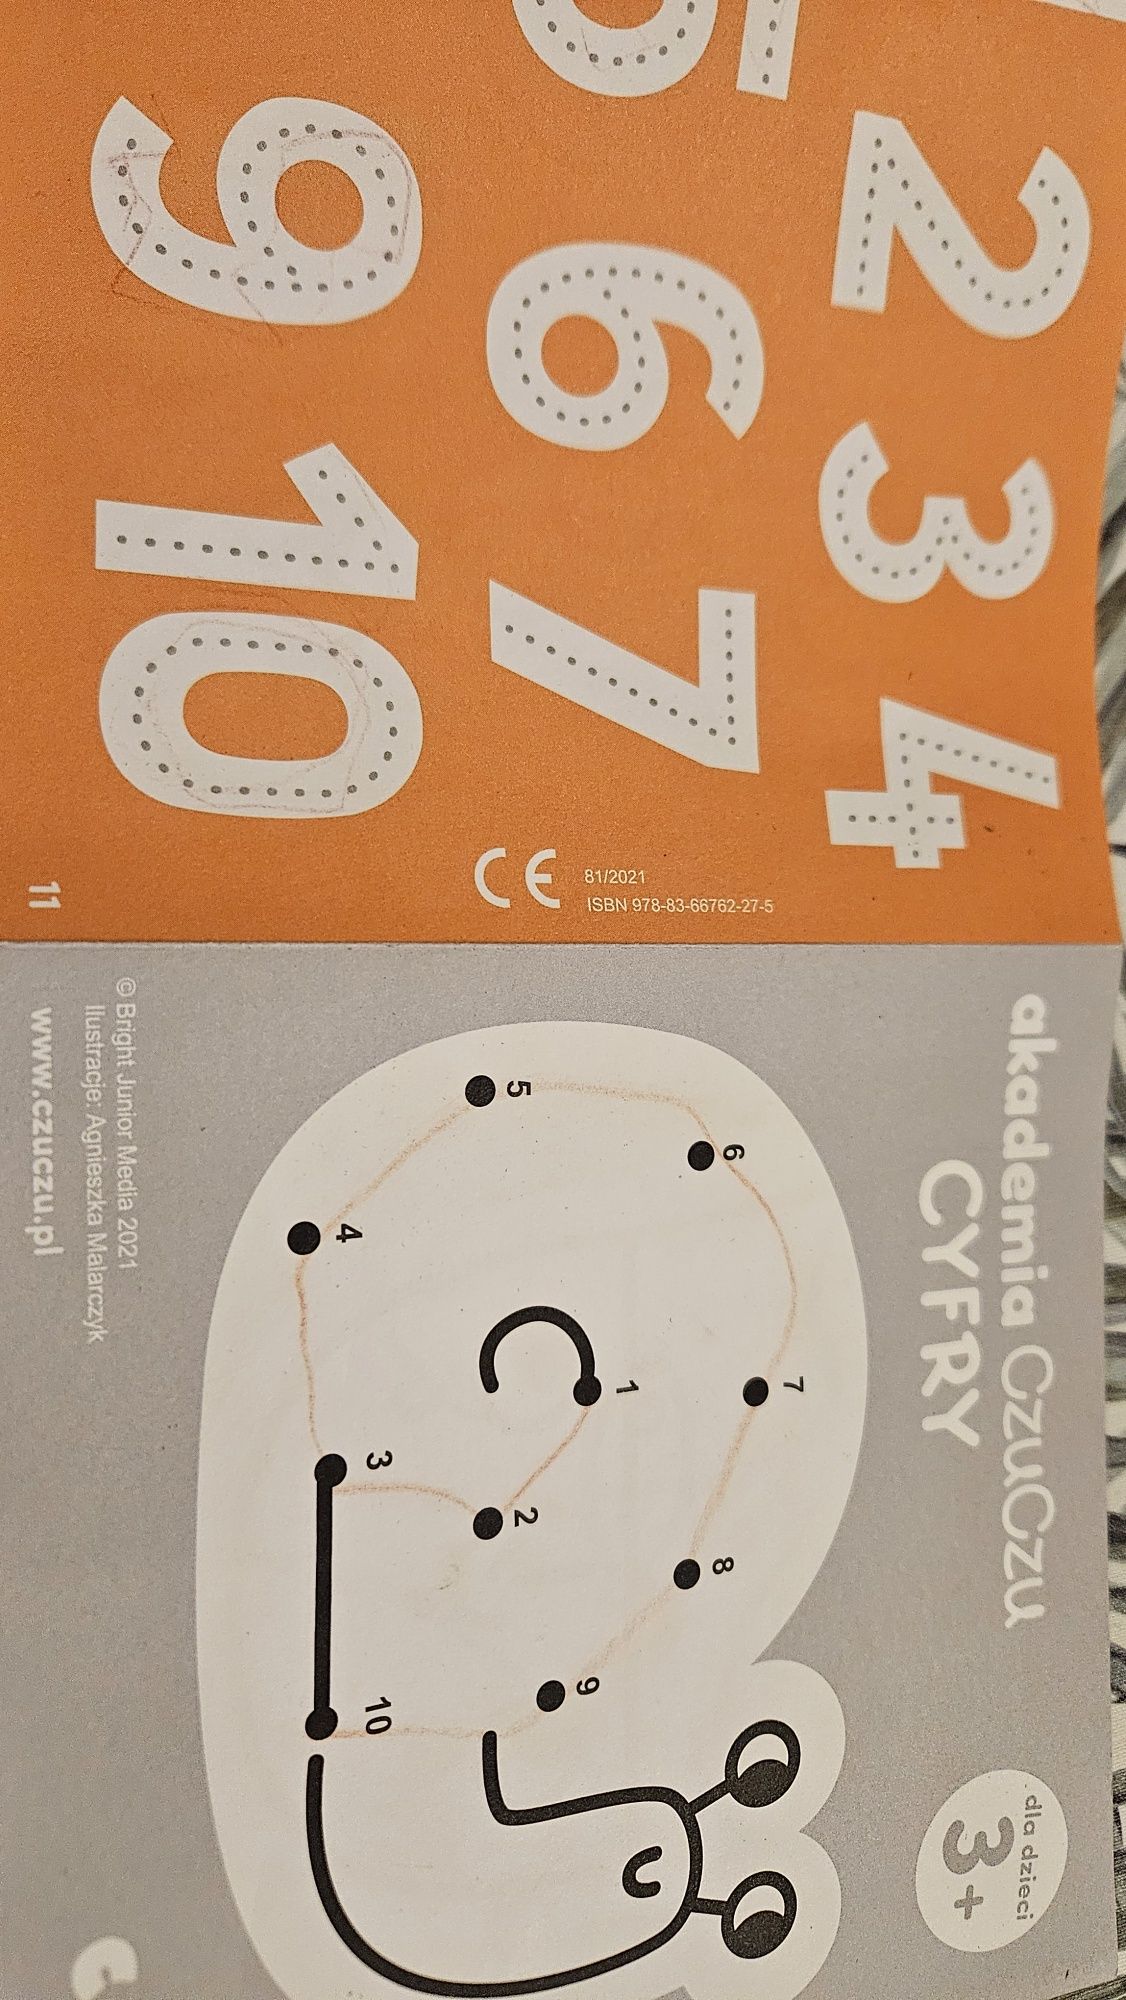 2 3 4
5 6 7
9 10
CE
81/2021
ISBN 978-83-66762-27-5
11
akademia CzuCzu
CYFRY
dla dzieci
3+
1
2
3
4
5
6
7
8
9
10
© Bright Junior Media 2021
Ilustracje: Agnieszka Malarczyk
www.czuczu.pl